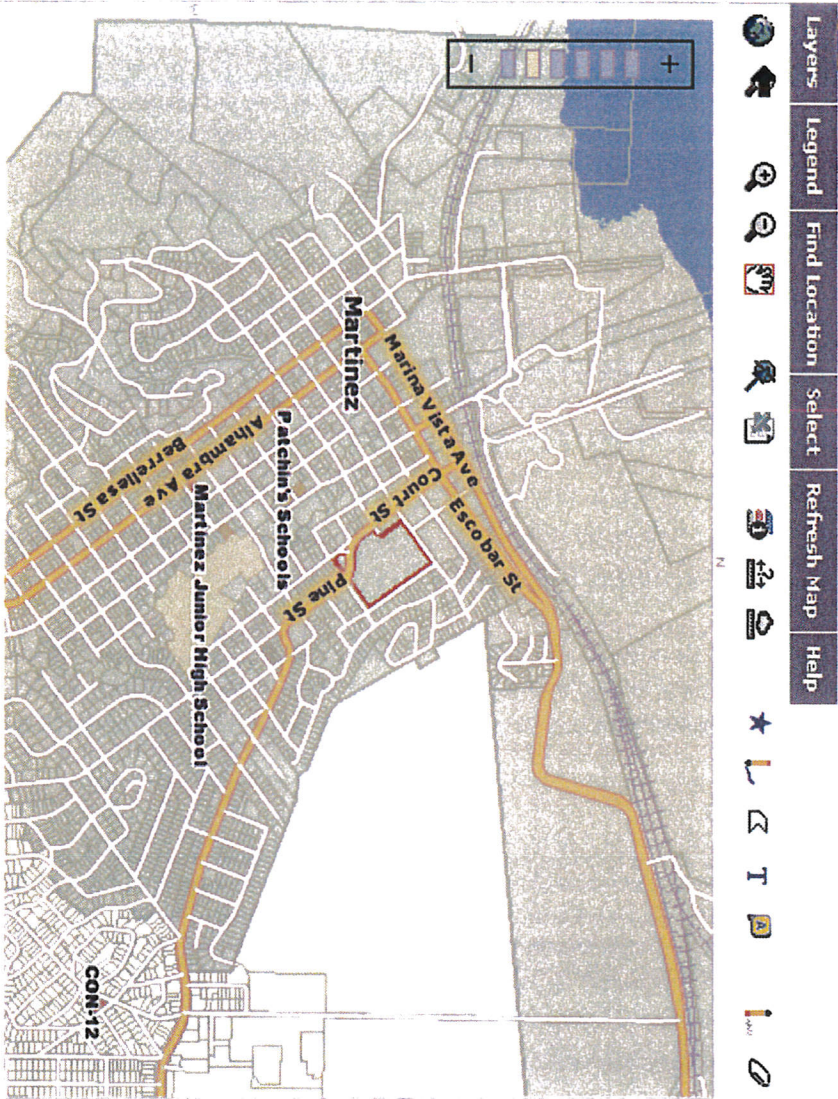 Layers
Legend
Find Location
Select
Refresh Map
Help
N
+
−
Martinez
Marina Vista Ave
Escobar St
Court St
Pine St
Patchin's Schools
Alhambra Ave
Berrellesa St
Martinez Junior High School
CON-12
T
A
1
?